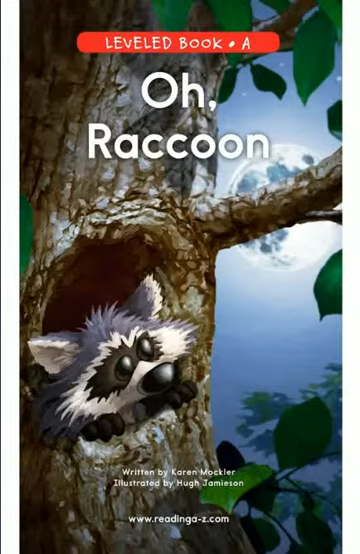 LEVELED BOOK • A
Oh,
Raccoon
Written by Karen Mockler
Illustrated by Hugh Jamieson
www.readinga-z.com